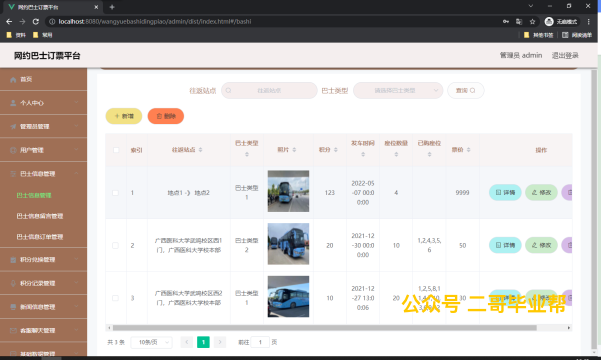 网约巴士订票平台
localhost:8080/wangyuebashidingpiao/admin/dist/index.html#/bashi
无痕模式
资料
常用
其他书签
阅读清单
网约巴士订票平台
管理员 admin
退出登录
首页
个人中心
管理员管理
用户管理
巴士信息管理
巴士信息管理
巴士信息留言管理
巴士信息订单管理
积分兑换管理
积分记录管理
新闻信息管理
客服聊天管理
往返站点
往返站点
巴士类型
请选择巴士类型
查询
+ 新增
删除
索引
往返站点
巴士类型
照片
积分
发车时间
座位数量
已购座位
票价
操作
1
地点1 -》 地点2
巴士类型1
123
2022-05-07 00:00:00
4
9999
详情
修改
2
广西医科大学武鸣校区西1门、广西医科大学学校本部
巴士类型2
20
2021-12-30 00:00:00
10
1,2,4,3,5,6
50
详情
修改
3
广西医科大学武鸣校区西2门、广西医科大学学校本部
巴士类型1
10
2021-12-27 13:00:06
20
1,2,5,8,1
30
详情
修改
公众号 二哥毕业帮
共 3 条
10条/页
1
前往
1
页